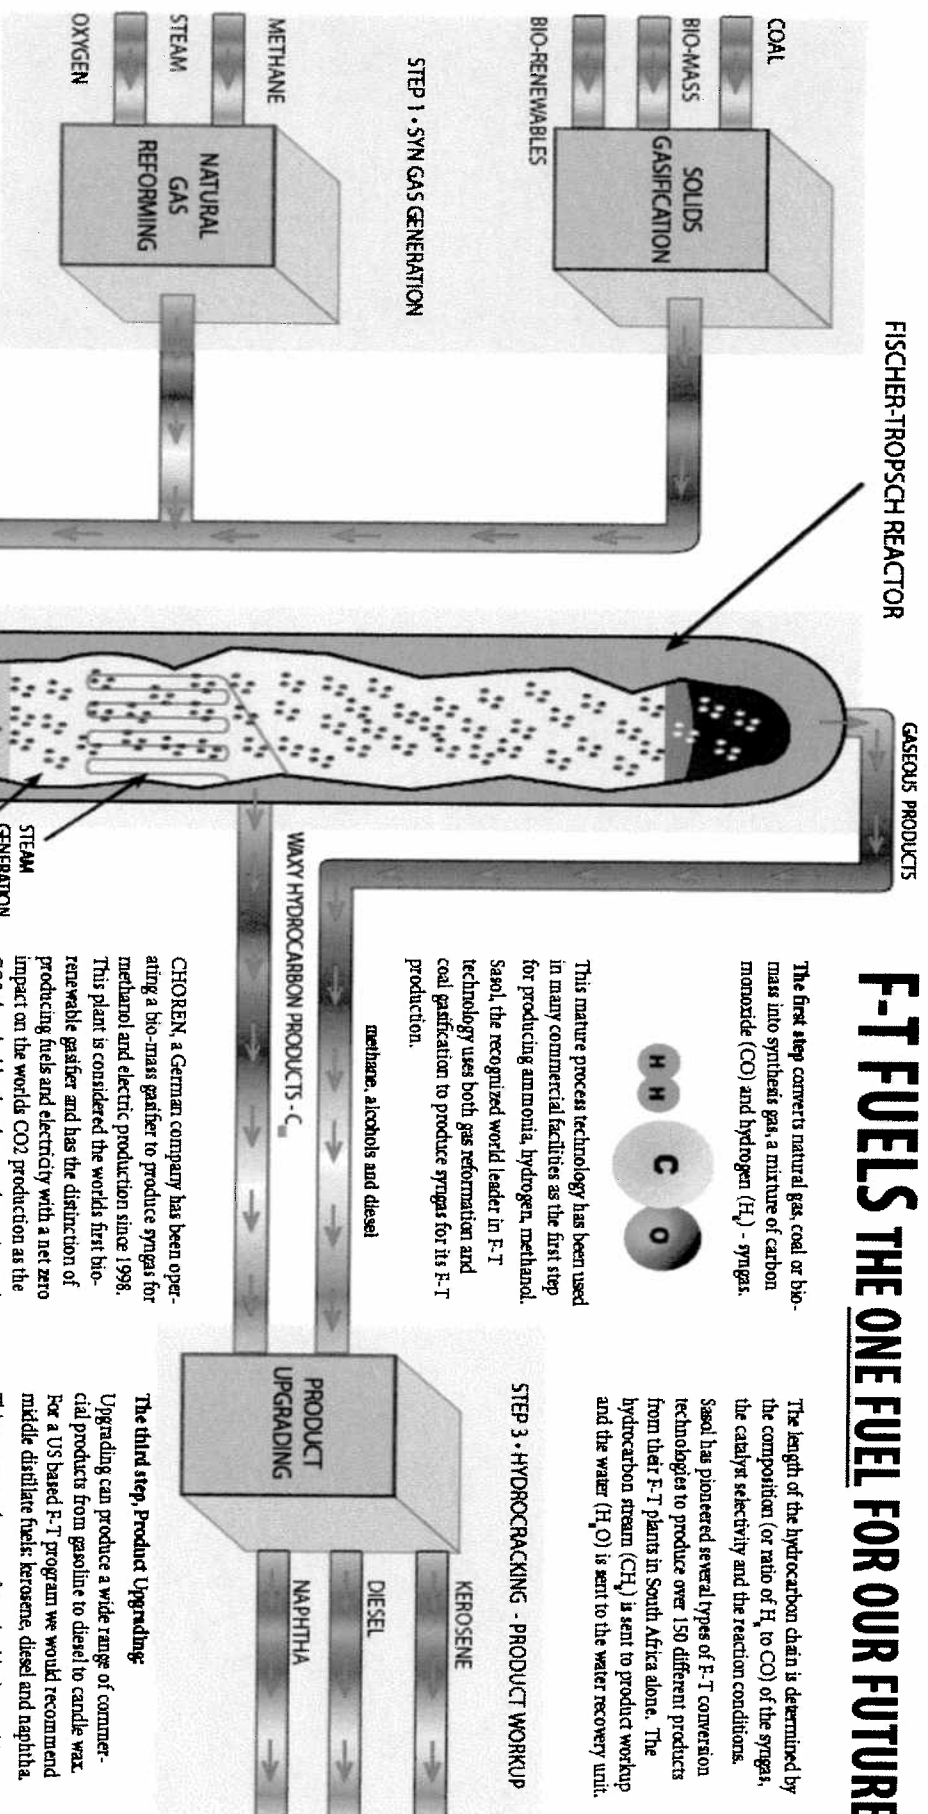 F-T FUELS THE ONE FUEL FOR OUR FUTURE
FISCHER-TROPSCH REACTOR
GASEOUS PRODUCTS
COAL
BIO-MASS
BIO-RENEWABLES
SOLIDS
GASIFICATION
STEP 1 • SYN GAS GENERATION
METHANE
STEAM
OXYGEN
NATURAL
GAS
REFORMING
STEAM
GENERATION
WAXY HYDROCARBON PRODUCTS - C
The first step converts natural gas, coal or bio-
mass into synthesis gas, a mixture of carbon
monoxide (CO) and hydrogen (H) - syngas.
H H C O
This mature process technology has been used
in many commercial facilities as the first step
for producing ammonia, hydrogen, methanol.
Sasol, the recognized world leader in F-T
technology uses both gas reformation and
coal gasification to produce syngas for its F-T
production.
methane, alcohols and diesel
CHOREN, a German company has been oper-
ating a bio-mass gasifier to produce syngas for
methanol and electric production since 1998.
This plant is considered the worlds first bio-
renewable gasifier and has the distinction of
producing fuels and electricity with a net zero
impact on the worlds CO2 production as the
The length of the hydrocarbon chain is determined by
the composition (or ratio of H to CO) of the syngas,
the catalyst selectivity and the reaction conditions.
Sasol has pioneered several types of F-T conversion
technologies to produce over 150 different products
from their F-T plants in South Africa alone. The
hydrocarbon stream (CH) is sent to product workup
and the water (H O) is sent to the water recovery unit.
STEP 3 • HYDROCRACKING - PRODUCT WORKUP
PRODUCT
UPGRADING
KEROSENE
DIESEL
NAPHTHA
The third step, Product Upgrading:
Upgrading can produce a wide range of commer-
cial products from gasoline to diesel to candle wax.
For a US based F-T program we would recommend
middle distillate fuels: kerosene, diesel and naphtha.